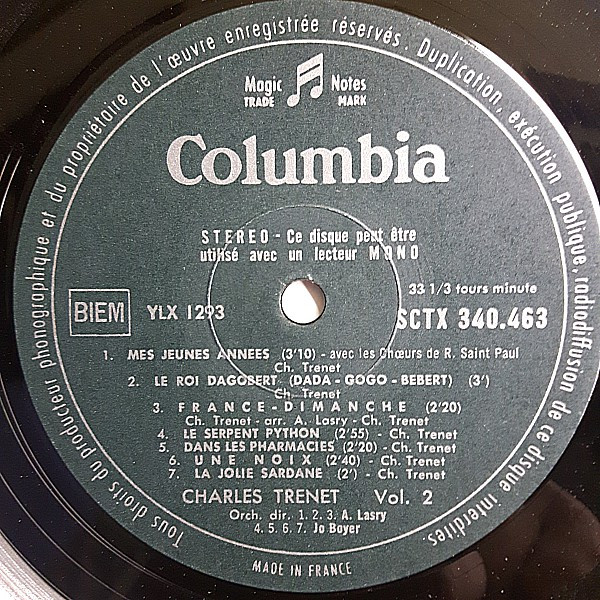 Tous droits du producteur phonographique et du propriétaire de l'œuvre enregistrée réservés. Duplication, exécution publique, radiodiffusion de ce disque interdites.
Magic Notes
TRADE MARK
Columbia
STEREO - Ce disque peut être
utilisé avec un lecteur MONO
33 1/3 tours minute
BIEM YLX 1293 SCTX 340.463
1. MES JEUNES ANNEES (3'10) - avec les Chœurs de R. Saint Paul
Ch. Trenet
2. LE ROI DAGOBERT (DADA - GOGO - BEBERT) (3')
Ch. Trenet
3. FRANCE - DIMANCHE (2'20)
Ch. Trenet - arr. A. Lasry - Ch. Trenet
4. LE SERPENT PYTHON (2'55) - Ch. Trenet
5. DANS LES PHARMACIES (2'20) - Ch. Trenet
6. UNE NOIX (2'40) - Ch. Trenet
7. LA JOLIE SARDANE (2') - Ch. Trenet
CHARLES TRENET Vol. 2
Orch. dir. 1. 2. 3. A. Lasry
4. 5. 6. 7. Jo Boyer
MADE IN FRANCE